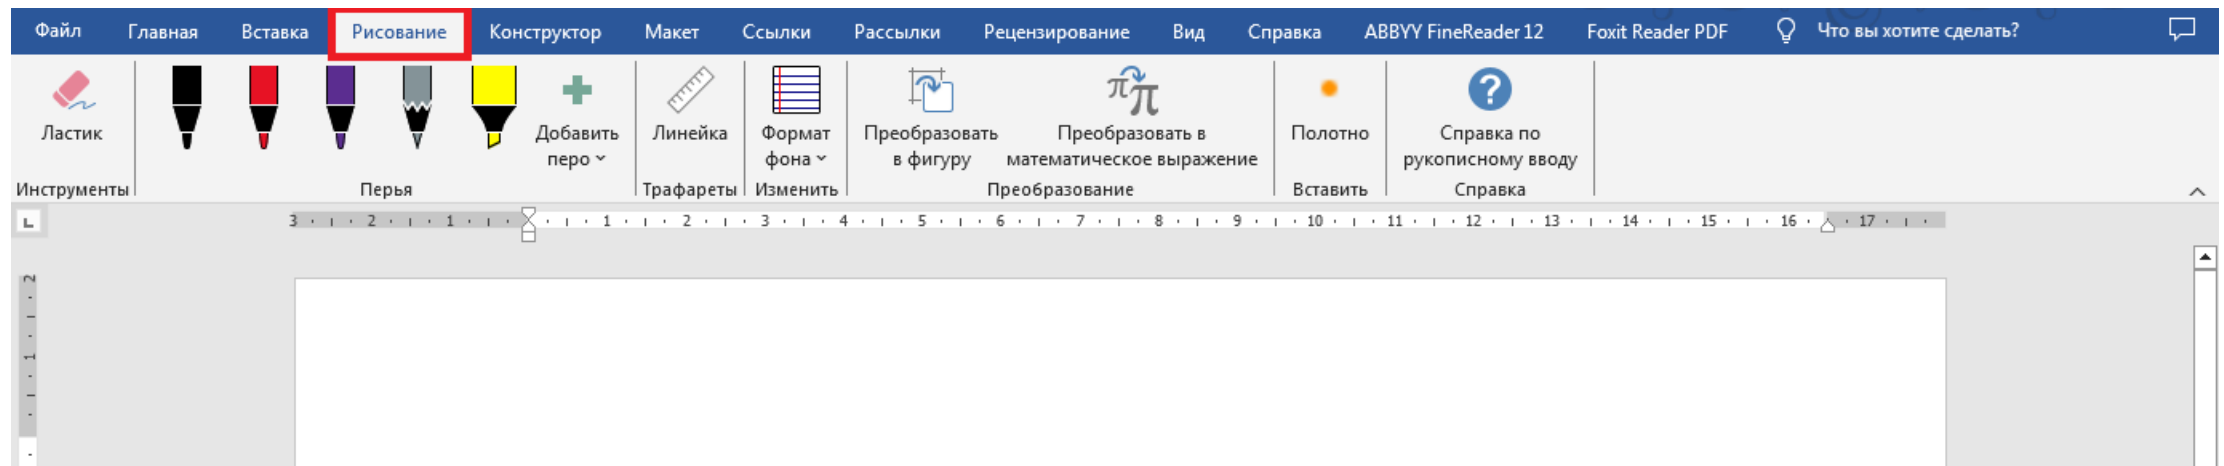 Файл Главная Вставка Рисование Конструктор Макет Ссылки Рассылки Рецензирование Вид Справка ABBYY FineReader 12 Foxit Reader PDF Что вы хотите сделать?
Ластик Добавить перо Линейка Формат фона Преобразовать в фигуру Преобразовать в математическое выражение Полотно Справка по рукописному вводу
Инструменты Перья Трафареты Изменить Преобразование Вставить Справка
3 2 1 1 2 3 4 5 6 7 8 9 10 11 12 13 14 15 16 17
2
1